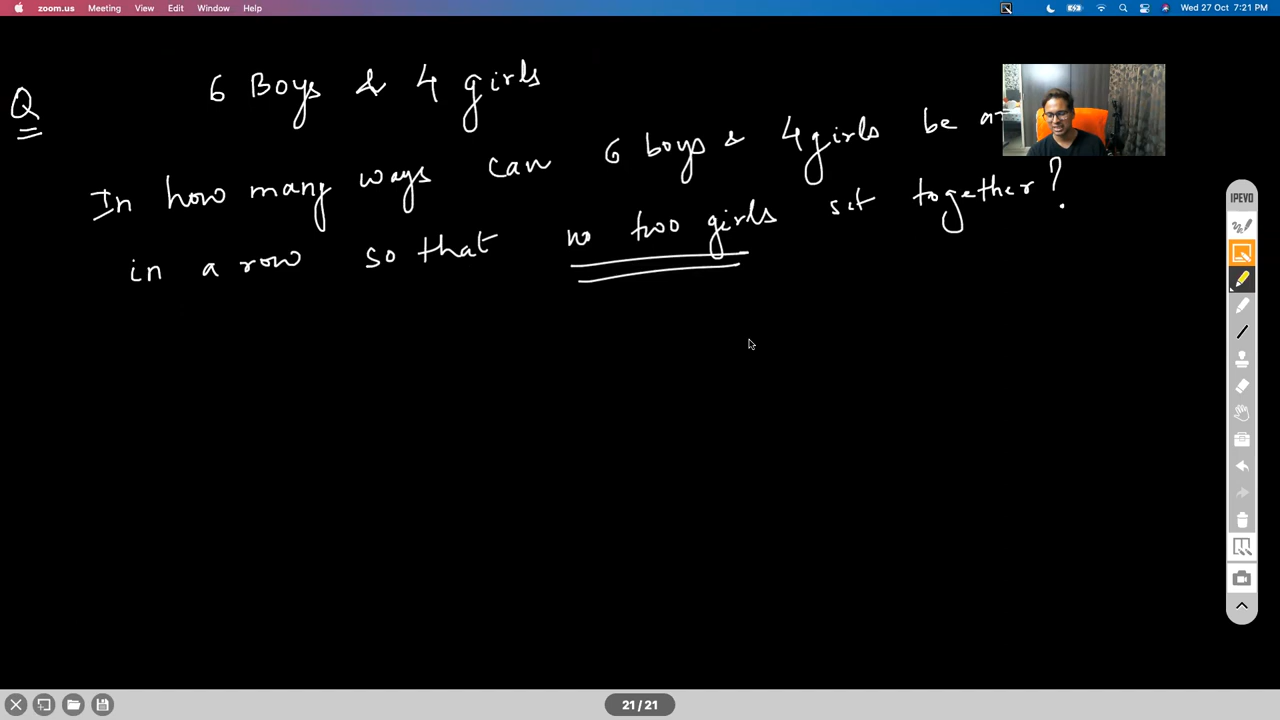 zoom.us Meeting View Edit Window Help Wed 27 Oct 7:21 PM
Q 6 Boys & 4 girls
In how many ways can 6 boys & 4 girls be
in a row so that no two girls sit together?
IPEVO
21/21